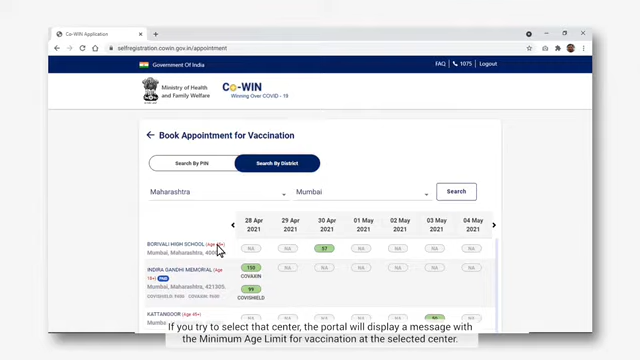 Co-WIN Application
selfregistration.cowin.gov.in/appointment
Government Of India
FAQ 1075 Logout
Ministry of Health
and Family Welfare
Co-WIN
Winning Over COVID - 19
Book Appointment for Vaccination
Search By PIN
Search By District
Maharashtra
Mumbai
Search
28 Apr 29 Apr 30 Apr 01 May 02 May 03 May 04 May
2021 2021 2021 2021 2021 2021 2021
BORIVALI HIGH SCHOOL (Age
NA NA 57 NA NA NA NA
Mumbai, Maharashtra,
INDIRA GANDHI MEMORIAL (Age
Paid
150 NA NA NA NA NA NA
COVAXIN
Mumbai, Maharashtra, 421305.
99
COVISHIELD
KATTANGOOR (Age
If you try to select that center, the portal will display a message with
the Minimum Age Limit for vaccination at the selected center.